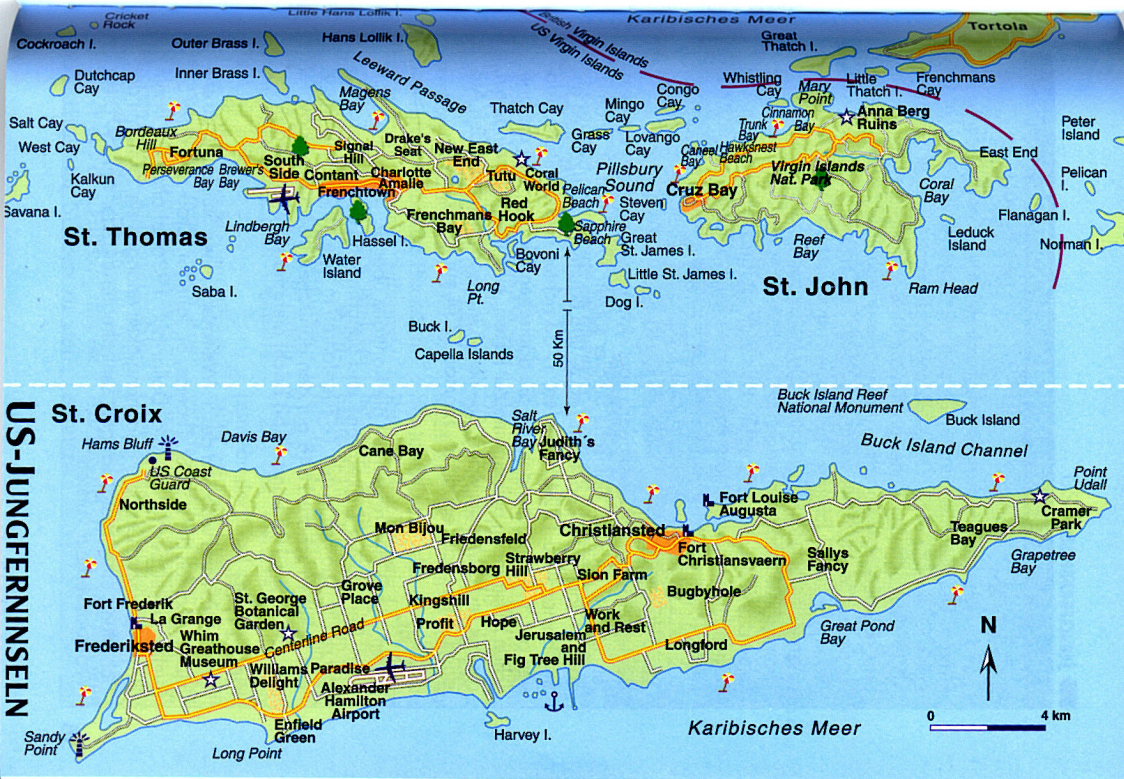 Cricket
Rock
Little Hans Lollik I.
Karibisches Meer
Tortola
Cockroach I.
Outer Brass I.
Hans Lollik I.
British Virgin Islands
US Virgin Islands
Great
Thatch I.
Inner Brass I.
Leeward Passage
Dutchcap
Cay
Magens
Bay
Thatch Cay
Congo
Cay
Mingo
Cay
Whistling
Cay
Mary
Point
Little
Thatch I.
Frenchmans
Cay
Salt Cay
West Cay
Bordeaux
Hill
Fortuna
Perseverance
Bay
Brewer's
Bay
South
Side
Contant
Signal
Hill
Drake's
Seat
New East
End
Charlotte
Amalie
Frenchtown
Tutu
Coral
World
Grass
Cay
Lovango
Cay
Pillsbury
Sound
Trunk
Bay
Cinnamon
Bay
Caneel
Bay
Hawksnest
Beach
Anna Berg
Ruins
Virgin Islands
Nat. Park
Cruz Bay
East End
Peter
Island
Pelican
I.
Kalkun
Cay
Savana I.
Lindbergh
Bay
Hassel I.
Water
Island
Saba I.
Frenchmans
Bay
Red
Hook
Pelican
Beach
Sapphire
Beach
Steven
Cay
Great
St. James I.
Little St. James I.
Dog I.
Bovoni
Cay
Long
Pt.
Buck I.
Capella Islands
St. Thomas
St. John
Reef
Bay
Coral
Bay
Leduck
Island
Flanagan I.
Norman I.
Ram Head
50 Km
US-JUNGFERNINSELN
St. Croix
Hams Bluff
US Coast
Guard
Davis Bay
Northside
Cane Bay
Salt
River
Bay
Judith´s
Fancy
Buck Island Reef
National Monument
Buck Island
Buck Island Channel
Point
Udall
Cramer
Park
Teagues
Bay
Grapetree
Bay
Fort Louise
Augusta
Christiansted
Fort
Christiansvaern
Sallys
Fancy
Mon Bijou
Friedensfeld
Fredensborg
Strawberry
Hill
Sion Farm
Bugbyhole
Grove
Place
Kingshill
Profit
Hope
Work
and Rest
Jerusalem
and
Fig Tree Hill
Longford
Great Pond
Bay
Fort Frederik
La Grange
Frederiksted
Whim
Greathouse
Museum
St. George
Botanical
Garden
Centerline Road
Williams
Delight
Paradise
Alexander
Hamilton
Airport
Enfield
Green
Sandy
Point
Long Point
Harvey I.
Karibisches Meer
N
0 4 km